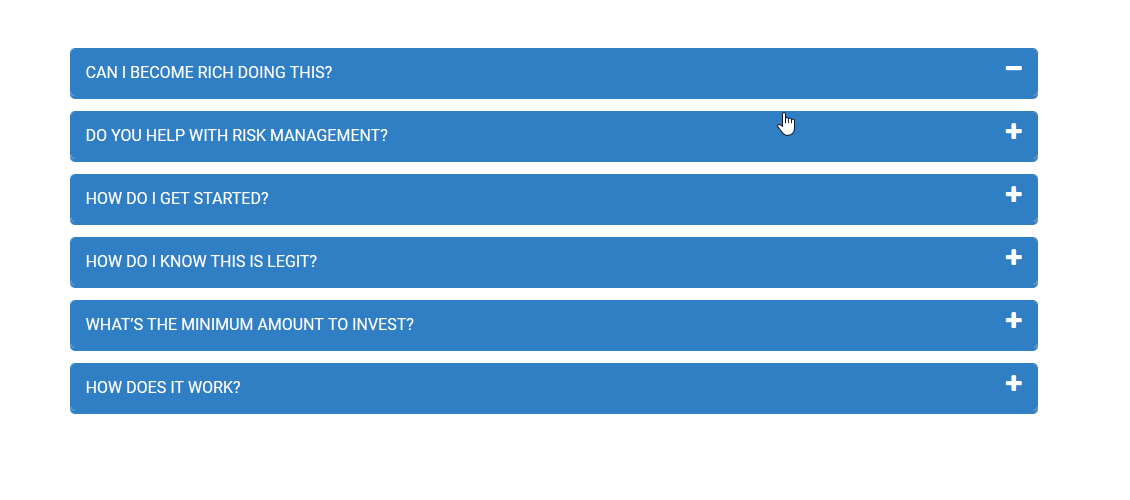 CAN I BECOME RICH DOING THIS?
DO YOU HELP WITH RISK MANAGEMENT?
HOW DO I GET STARTED?
HOW DO I KNOW THIS IS LEGIT?
WHAT’S THE MINIMUM AMOUNT TO INVEST?
HOW DOES IT WORK?